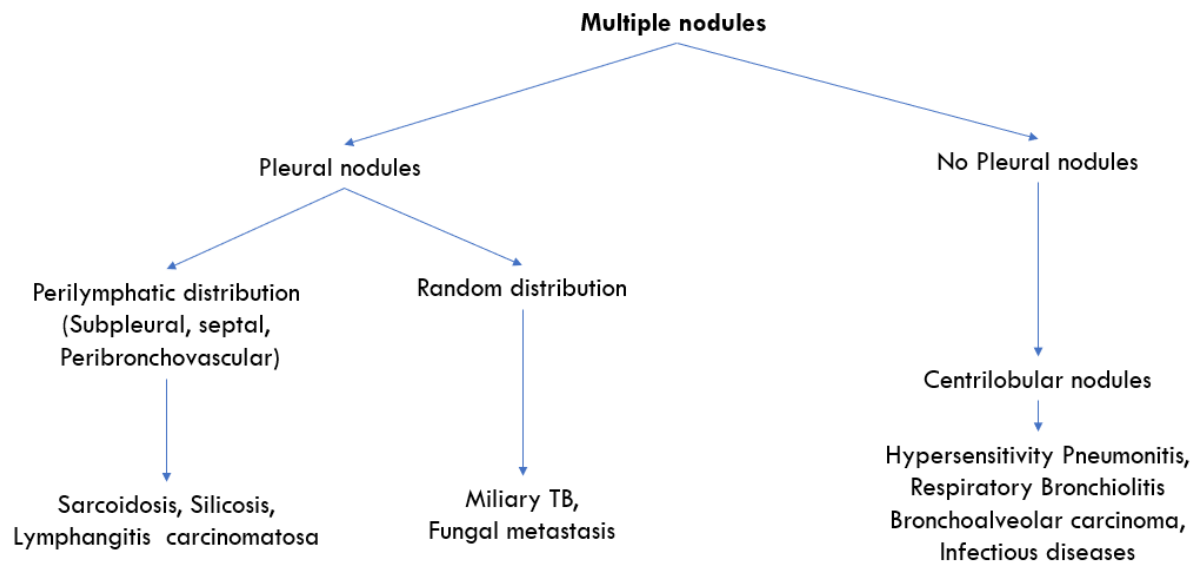 Multiple nodules
Pleural nodules
No Pleural nodules
Perilymphatic distribution
(Subpleural, septal,
Peribronchovascular)
Random distribution
Centrilobular nodules
Sarcoidosis, Silicosis,
Lymphangitis carcinomatosa
Miliary TB,
Fungal metastasis
Hypersensitivity Pneumonitis,
Respiratory Bronchiolitis
Bronchoalveolar carcinoma,
Infectious diseases